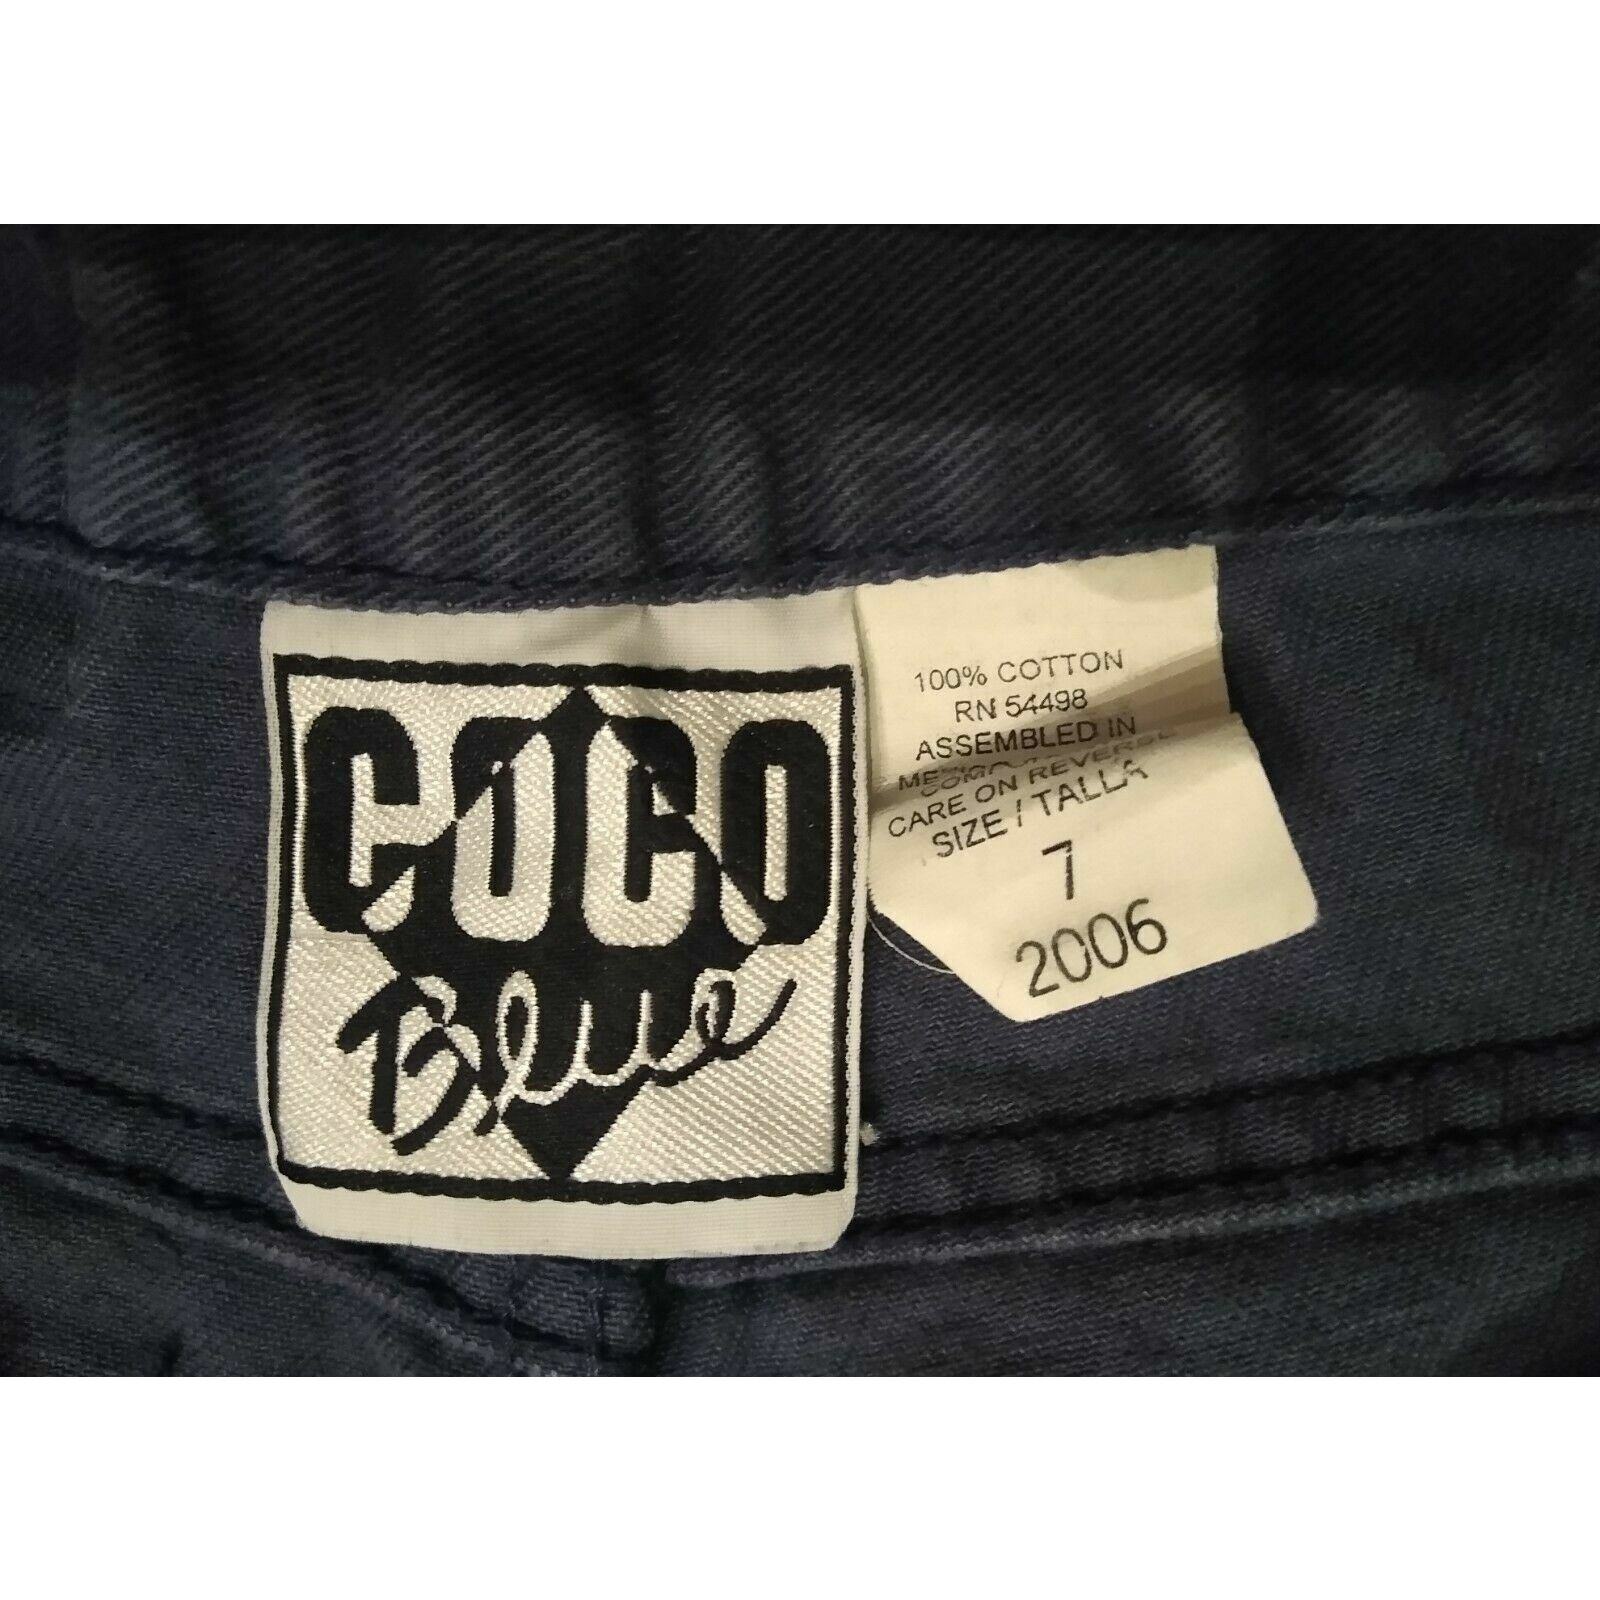 COCO
Blue
100% COTTON
RN 54498
ASSEMBLED IN
CARE ON REVERSE
SIZE / TALLA
7
2006